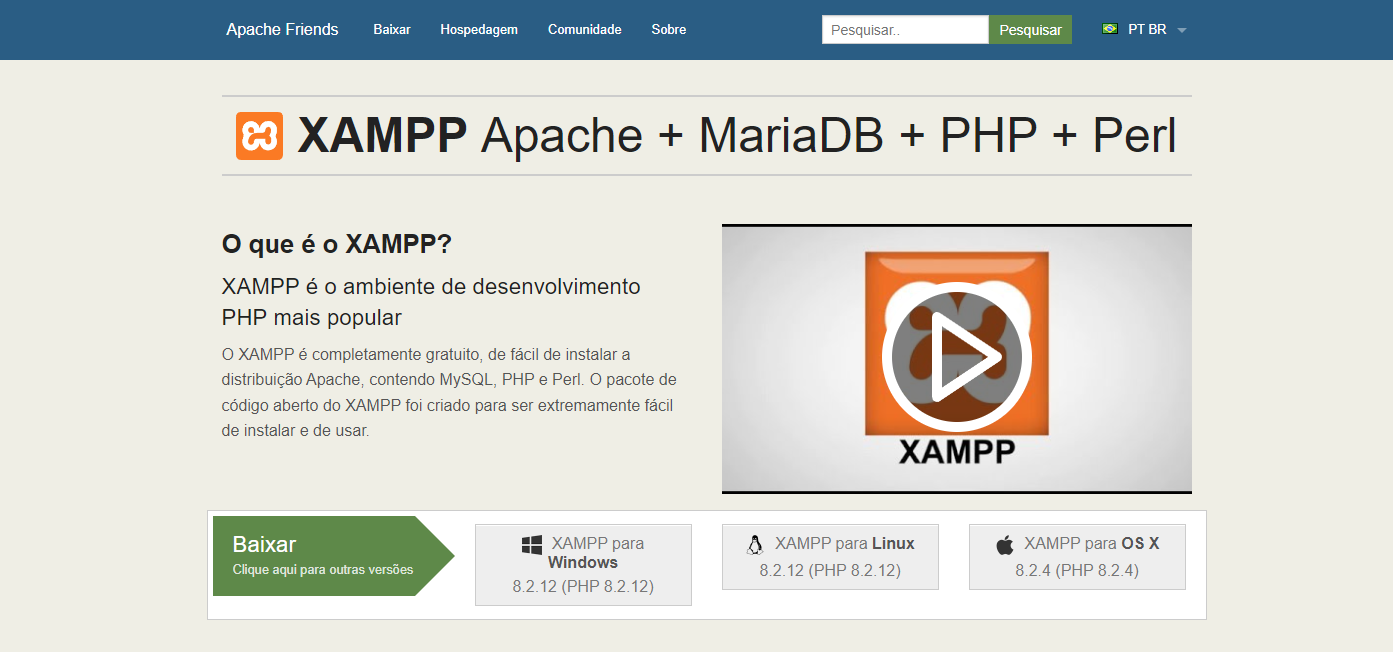 Apache Friends Baixar Hospedagem Comunidade Sobre Pesquisar.. Pesquisar PT BR
XAMPP Apache + MariaDB + PHP + Perl
O que é o XAMPP?
XAMPP é o ambiente de desenvolvimento
PHP mais popular
O XAMPP é completamente gratuito, de fácil de instalar a
distribuição Apache, contendo MySQL, PHP e Perl. O pacote de
código aberto do XAMPP foi criado para ser extremamente fácil
de instalar e de usar.
XAMPP
Baixar
Clique aqui para outras versões
XAMPP para
Windows
8.2.12 (PHP 8.2.12)
XAMPP para Linux
8.2.12 (PHP 8.2.12)
XAMPP para OS X
8.2.4 (PHP 8.2.4)